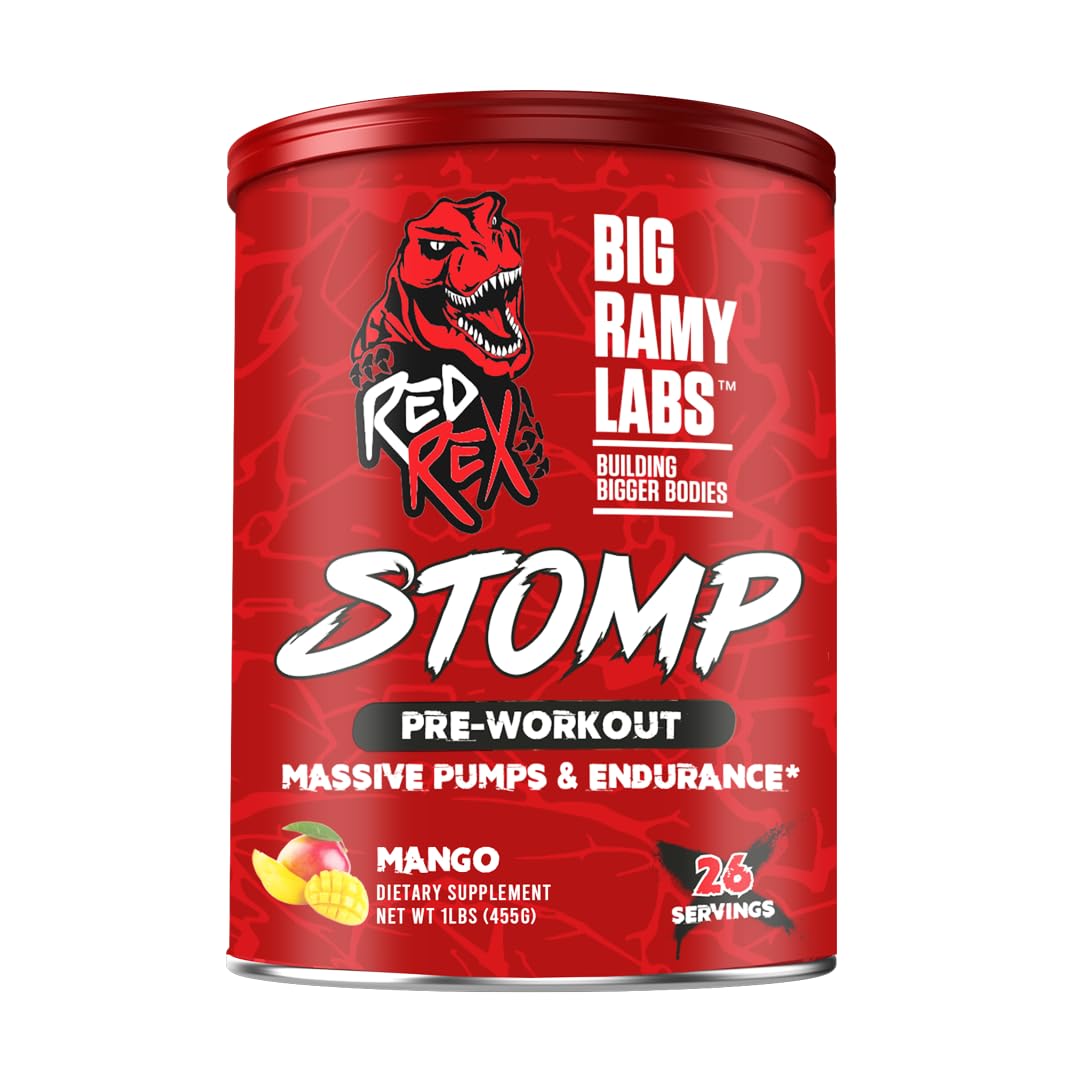 RED
REX
BIG
RAMY
LABS™
BUILDING
BIGGER BODIES
STOMP
PRE-WORKOUT
MASSIVE PUMPS & ENDURANCE*
MANGO
DIETARY SUPPLEMENT
NET WT 1LBS (455G)
26
SERVINGS